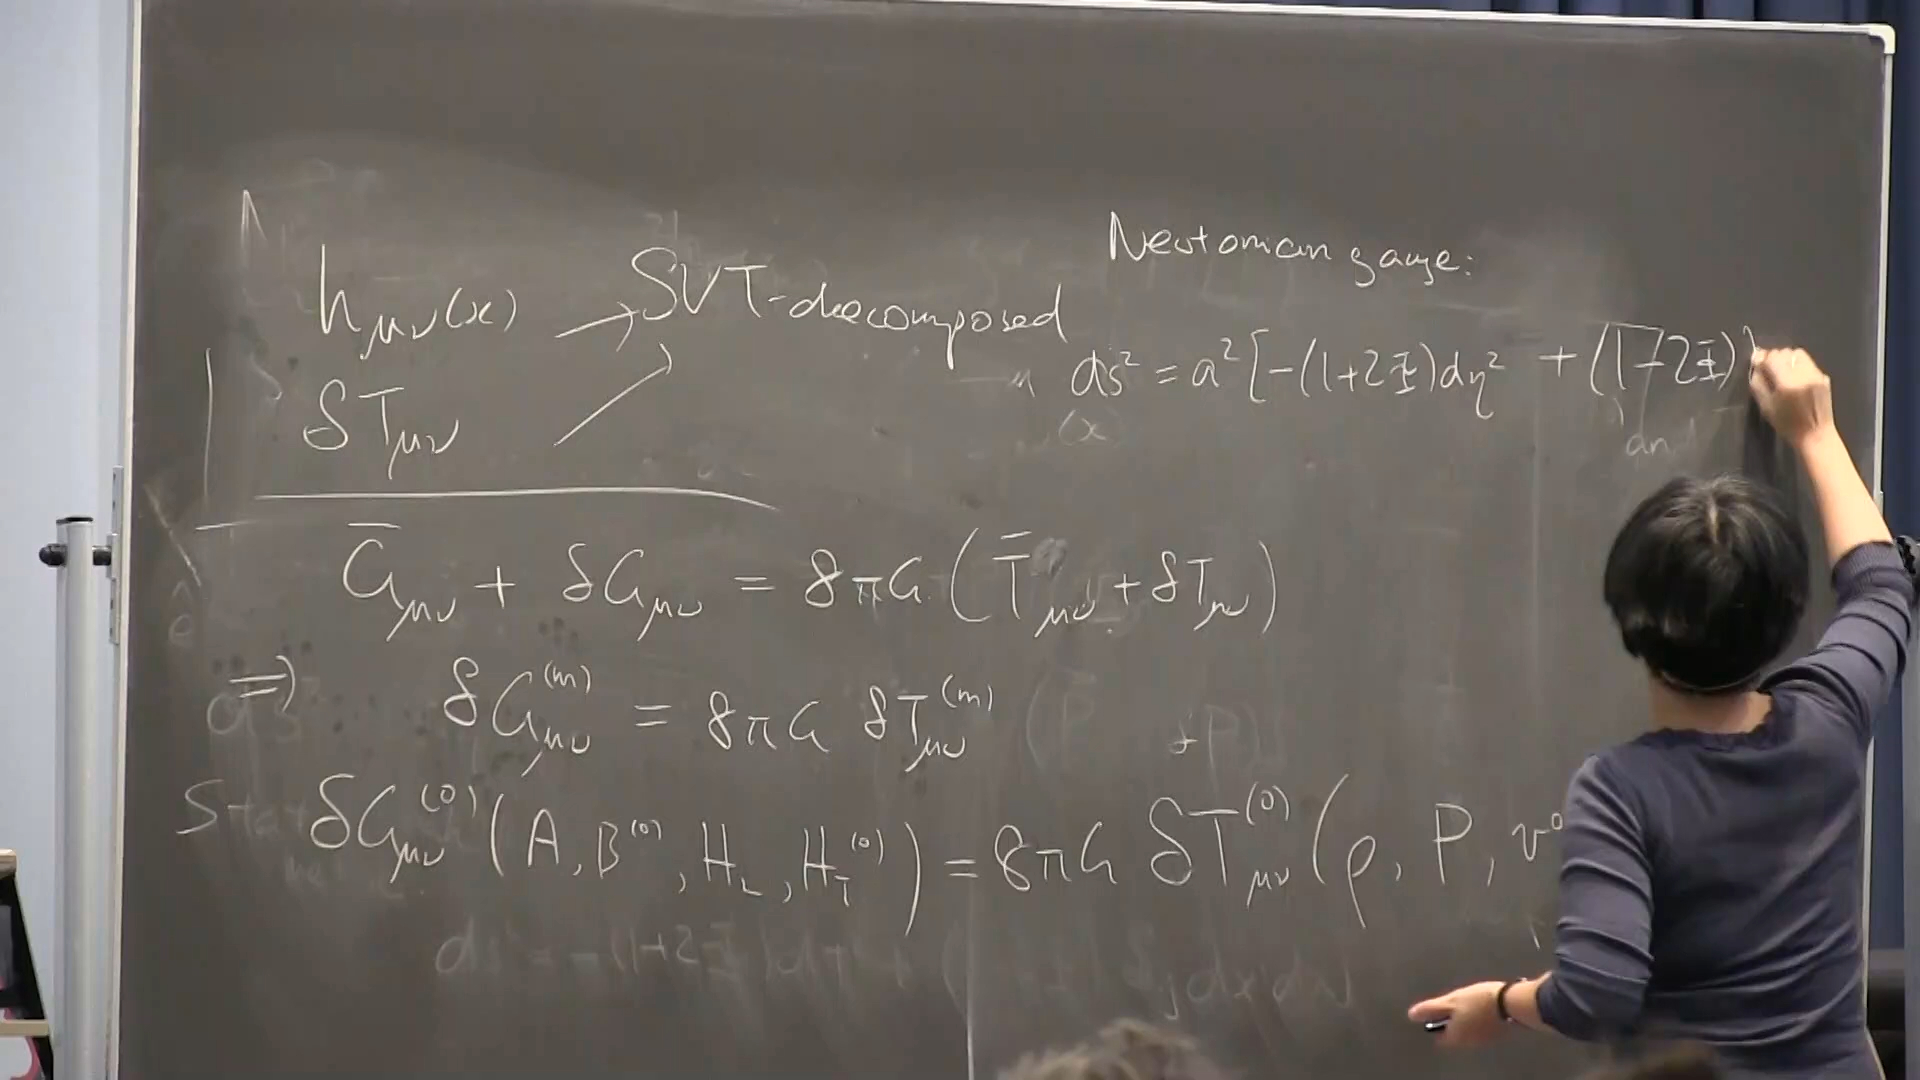 h_μν(x) → SVT-decomposed
δT_μν
Newtonian gauge:
ds² = a²[-(1+2Ψ)dη² + (1-2Φ)
Ḡ_μν + δG_μν = 8πG (T̄_μν + δT_μν)
⇒ δG_μν^(m) = 8πG δT_μν^(m)
δG_μν^(0) (A, B^(0), H_L, H_T^(0)) = 8πG δT_μν^(0) (ρ, P, v^0